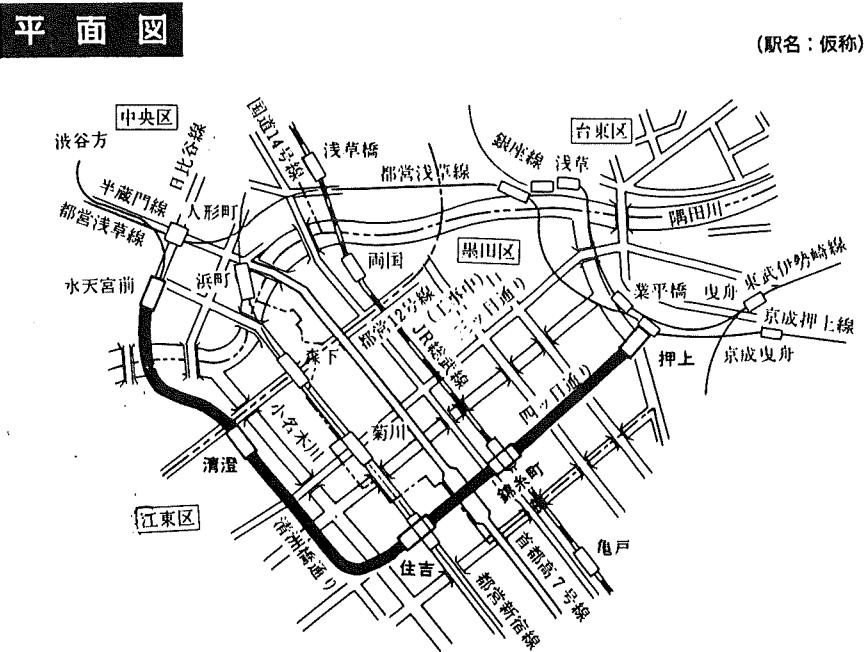 平面図
(駅名：仮称)
中央区
渋谷方
日比谷線
国道14号線
浅草橋
都営浅草線
銀座線
浅草
台東区
半蔵門線
都営浅草線
人形町
隅田川
墨田区
両国
水天宮前
浜町
都営12号線
(工事中)
三ッ目通り
JR総武線
業平橋
曳舟
東武伊勢崎線
京成押上線
押上
京成曳舟
森下
四ッ目通り
小名木川
菊川
清澄
錦糸町
江東区
清洲橋通り
住吉
亀戸
首都高7号線
都営新宿線